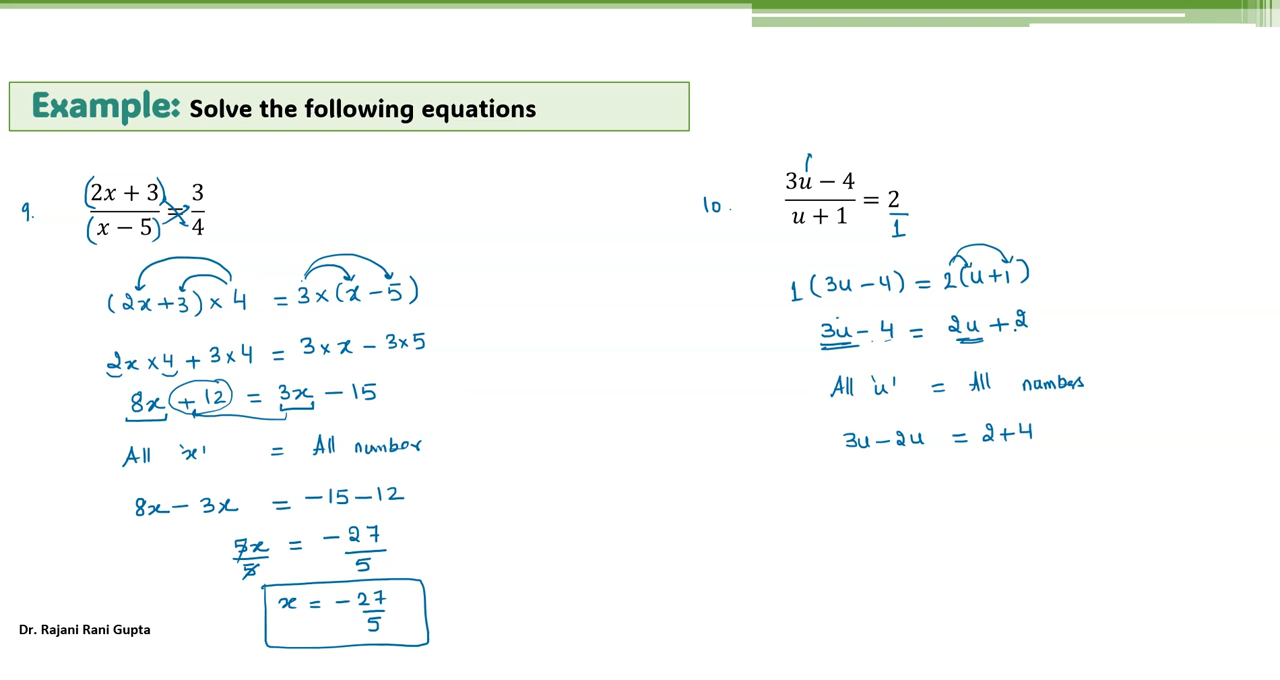 Example: Solve the following equations
9.
(2x + 3) / (x − 5) = 3/4
(2x+3) × 4 = 3×(x−5)
2x × 4 + 3×4 = 3×x − 3×5
8x + 12 = 3x − 15
All 'x' = All number
8x − 3x = −15−12
5x/5 = −27/5
x = −27/5
10.
3u − 4 / u + 1 = 2/1
1(3u−4) = 2(u+1)
3u − 4 = 2u + 2
All 'u' = All numbes
3u − 2u = 2+4
Dr. Rajani Rani Gupta